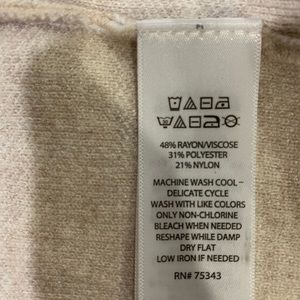 48% RAYON/VISCOSE
31% POLYESTER
21% NYLON
MACHINE WASH COOL –
DELICATE CYCLE
WASH WITH LIKE COLORS
ONLY NON-CHLORINE
BLEACH WHEN NEEDED
RESHAPE WHILE DAMP
DRY FLAT
LOW IRON IF NEEDED
RN# 75343